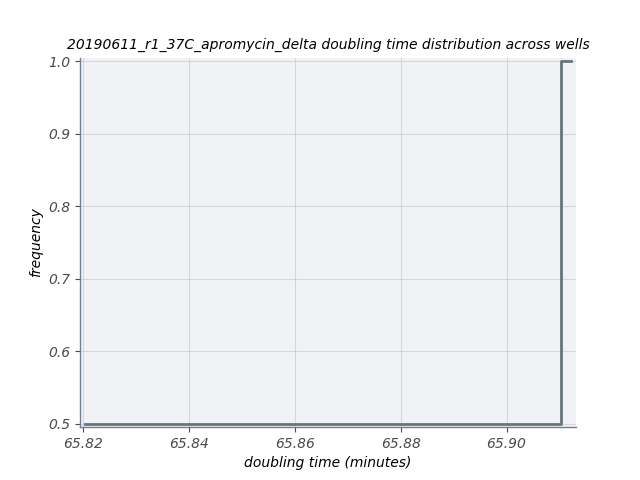 20190611_r1_37C_apromycin_delta doubling time distribution across wells
1.0
0.9
0.8
0.7
0.6
0.5
frequency
65.82 65.84 65.86 65.88 65.90
doubling time (minutes)